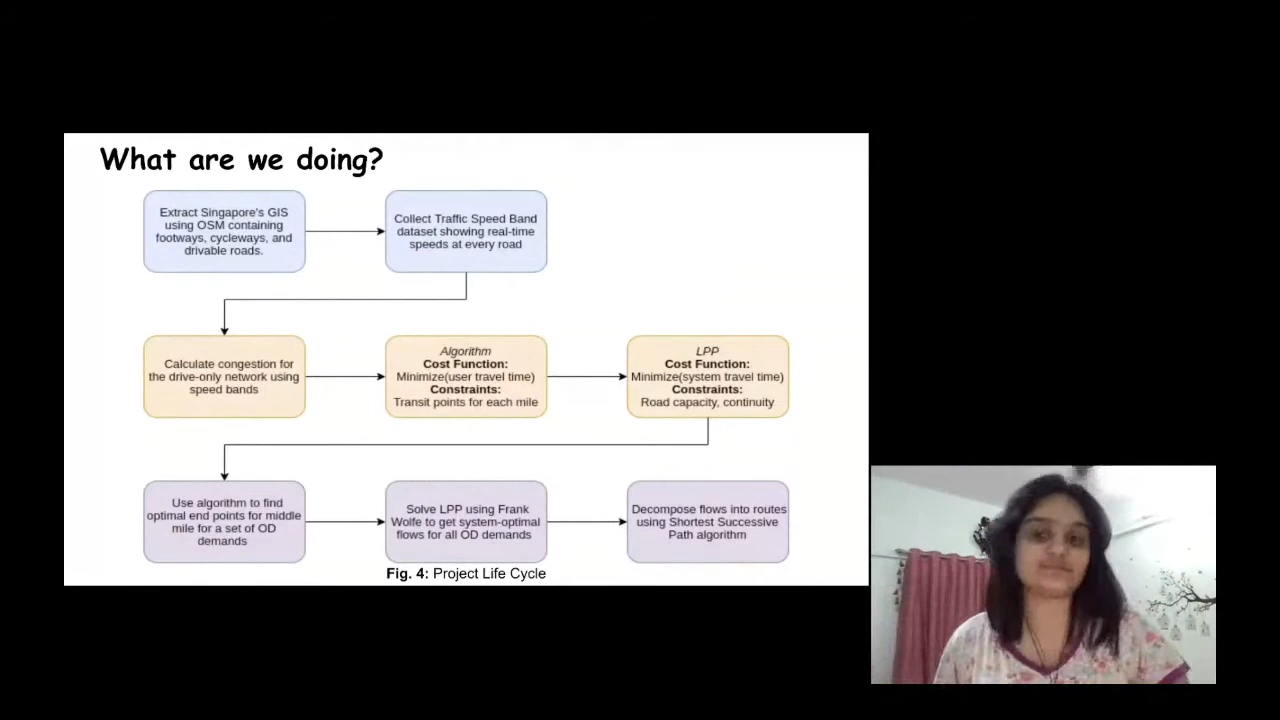 What are we doing?
Extract Singapore's GIS
using OSM containing
footways, cycleways, and
drivable roads.
Collect Traffic Speed Band
dataset showing real-time
speeds at every road
Calculate congestion for
the drive-only network using
speed bands
Algorithm
Cost Function:
Minimize(user travel time)
Constraints:
Transit points for each mile
LPP
Cost Function:
Minimize(system travel time)
Constraints:
Road capacity, continuity
Use algorithm to find
optimal end points for middle
mile for a set of OD
demands
Solve LPP using Frank
Wolfe to get system-optimal
flows for all OD demands
Decompose flows into routes
using Shortest Successive
Path algorithm
Fig. 4: Project Life Cycle